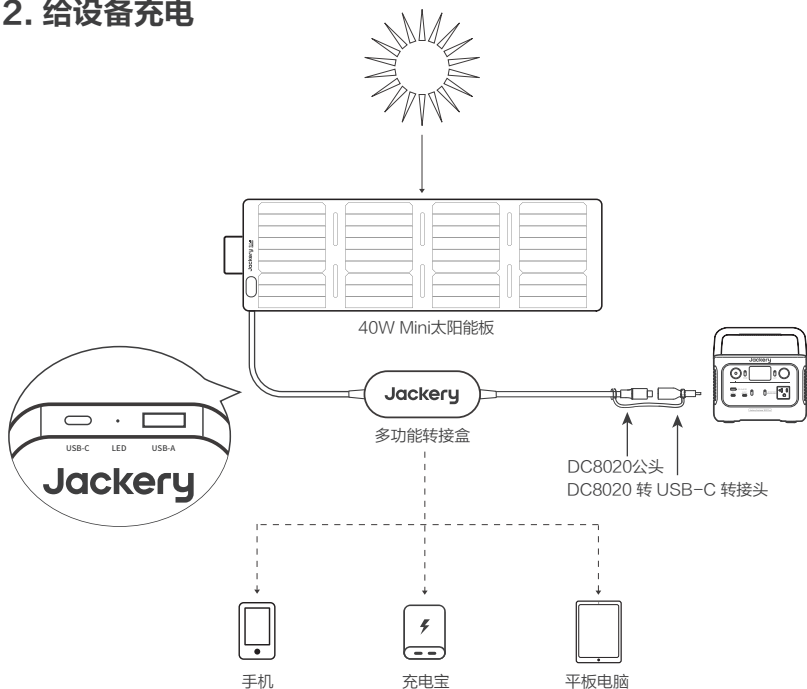 2. 给设备充电
Jackery
40W Mini太阳能板
Jackery
Jackery
多功能转接盒
USB-C LED USB-A
Jackery
DC8020公头
DC8020 转 USB-C 转接头
手机
充电宝
平板电脑